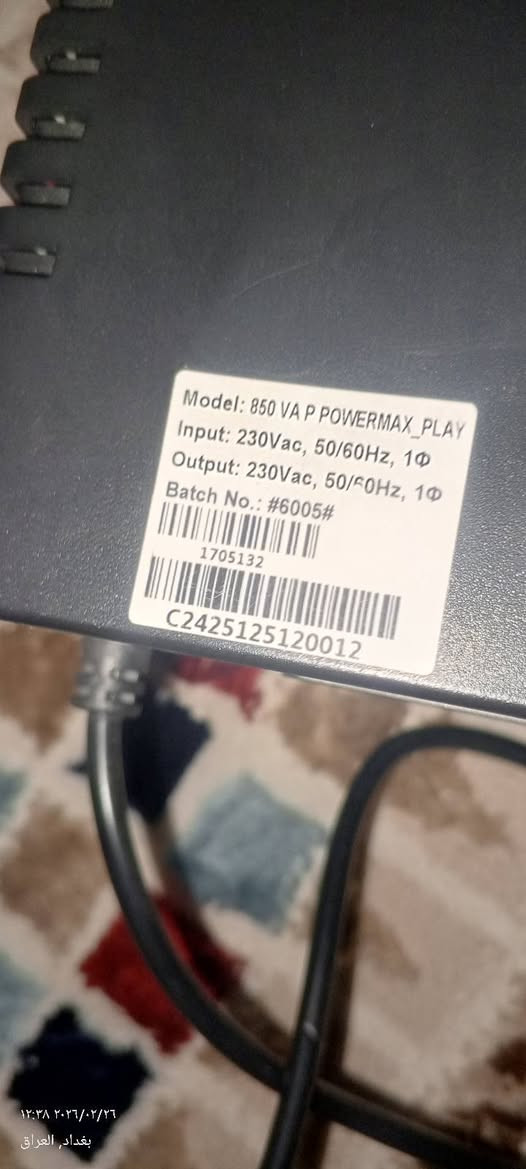 Model: 850 VA P POWERMAX_PLAY
Input: 230Vac, 50/60Hz, 1Φ
Output: 230Vac, 50/60Hz, 1Φ
Batch No.: #6005#
1705132
C2425125120012
٢٠٢٦/٠٢/٢٦ ١٢:٣٨
بغداد, العراق